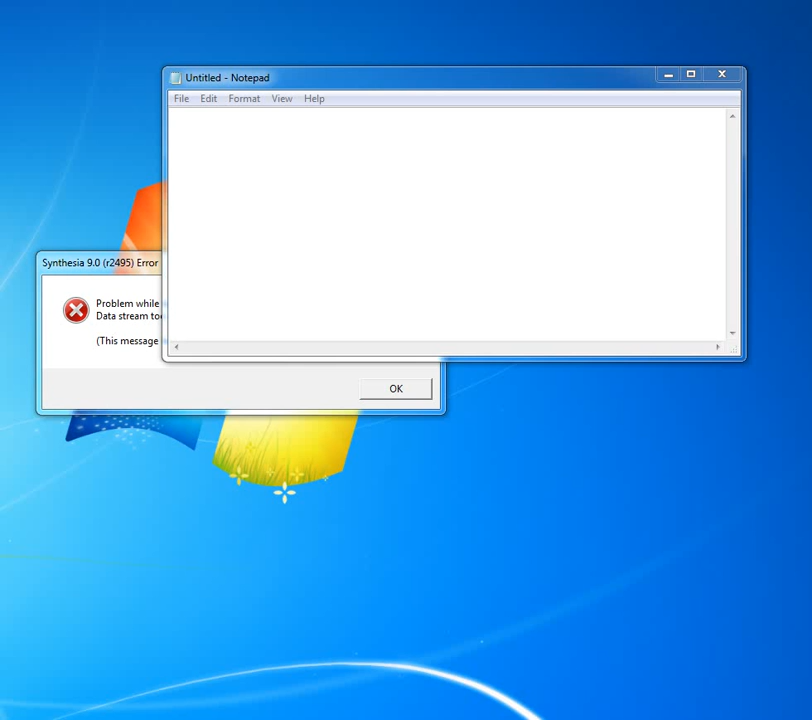 Untitled - Notepad
File Edit Format View Help
Synthesia 9.0 (r2495) Error
Problem while
Data stream too
(This message
OK